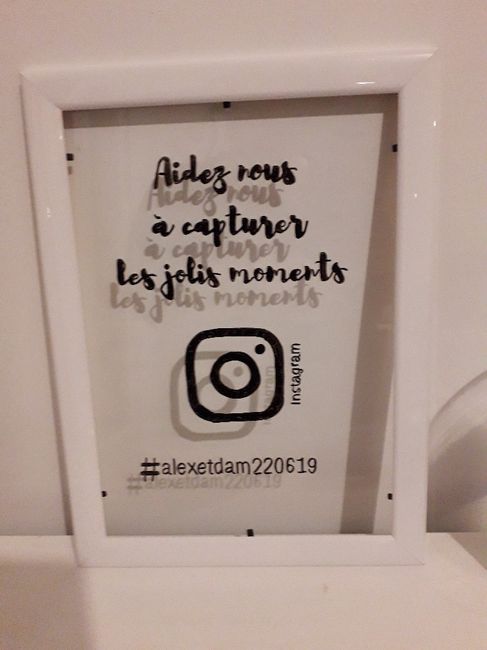 Aidez nous
à capturer
les jolis moments
Instagram
#alexetdam220619